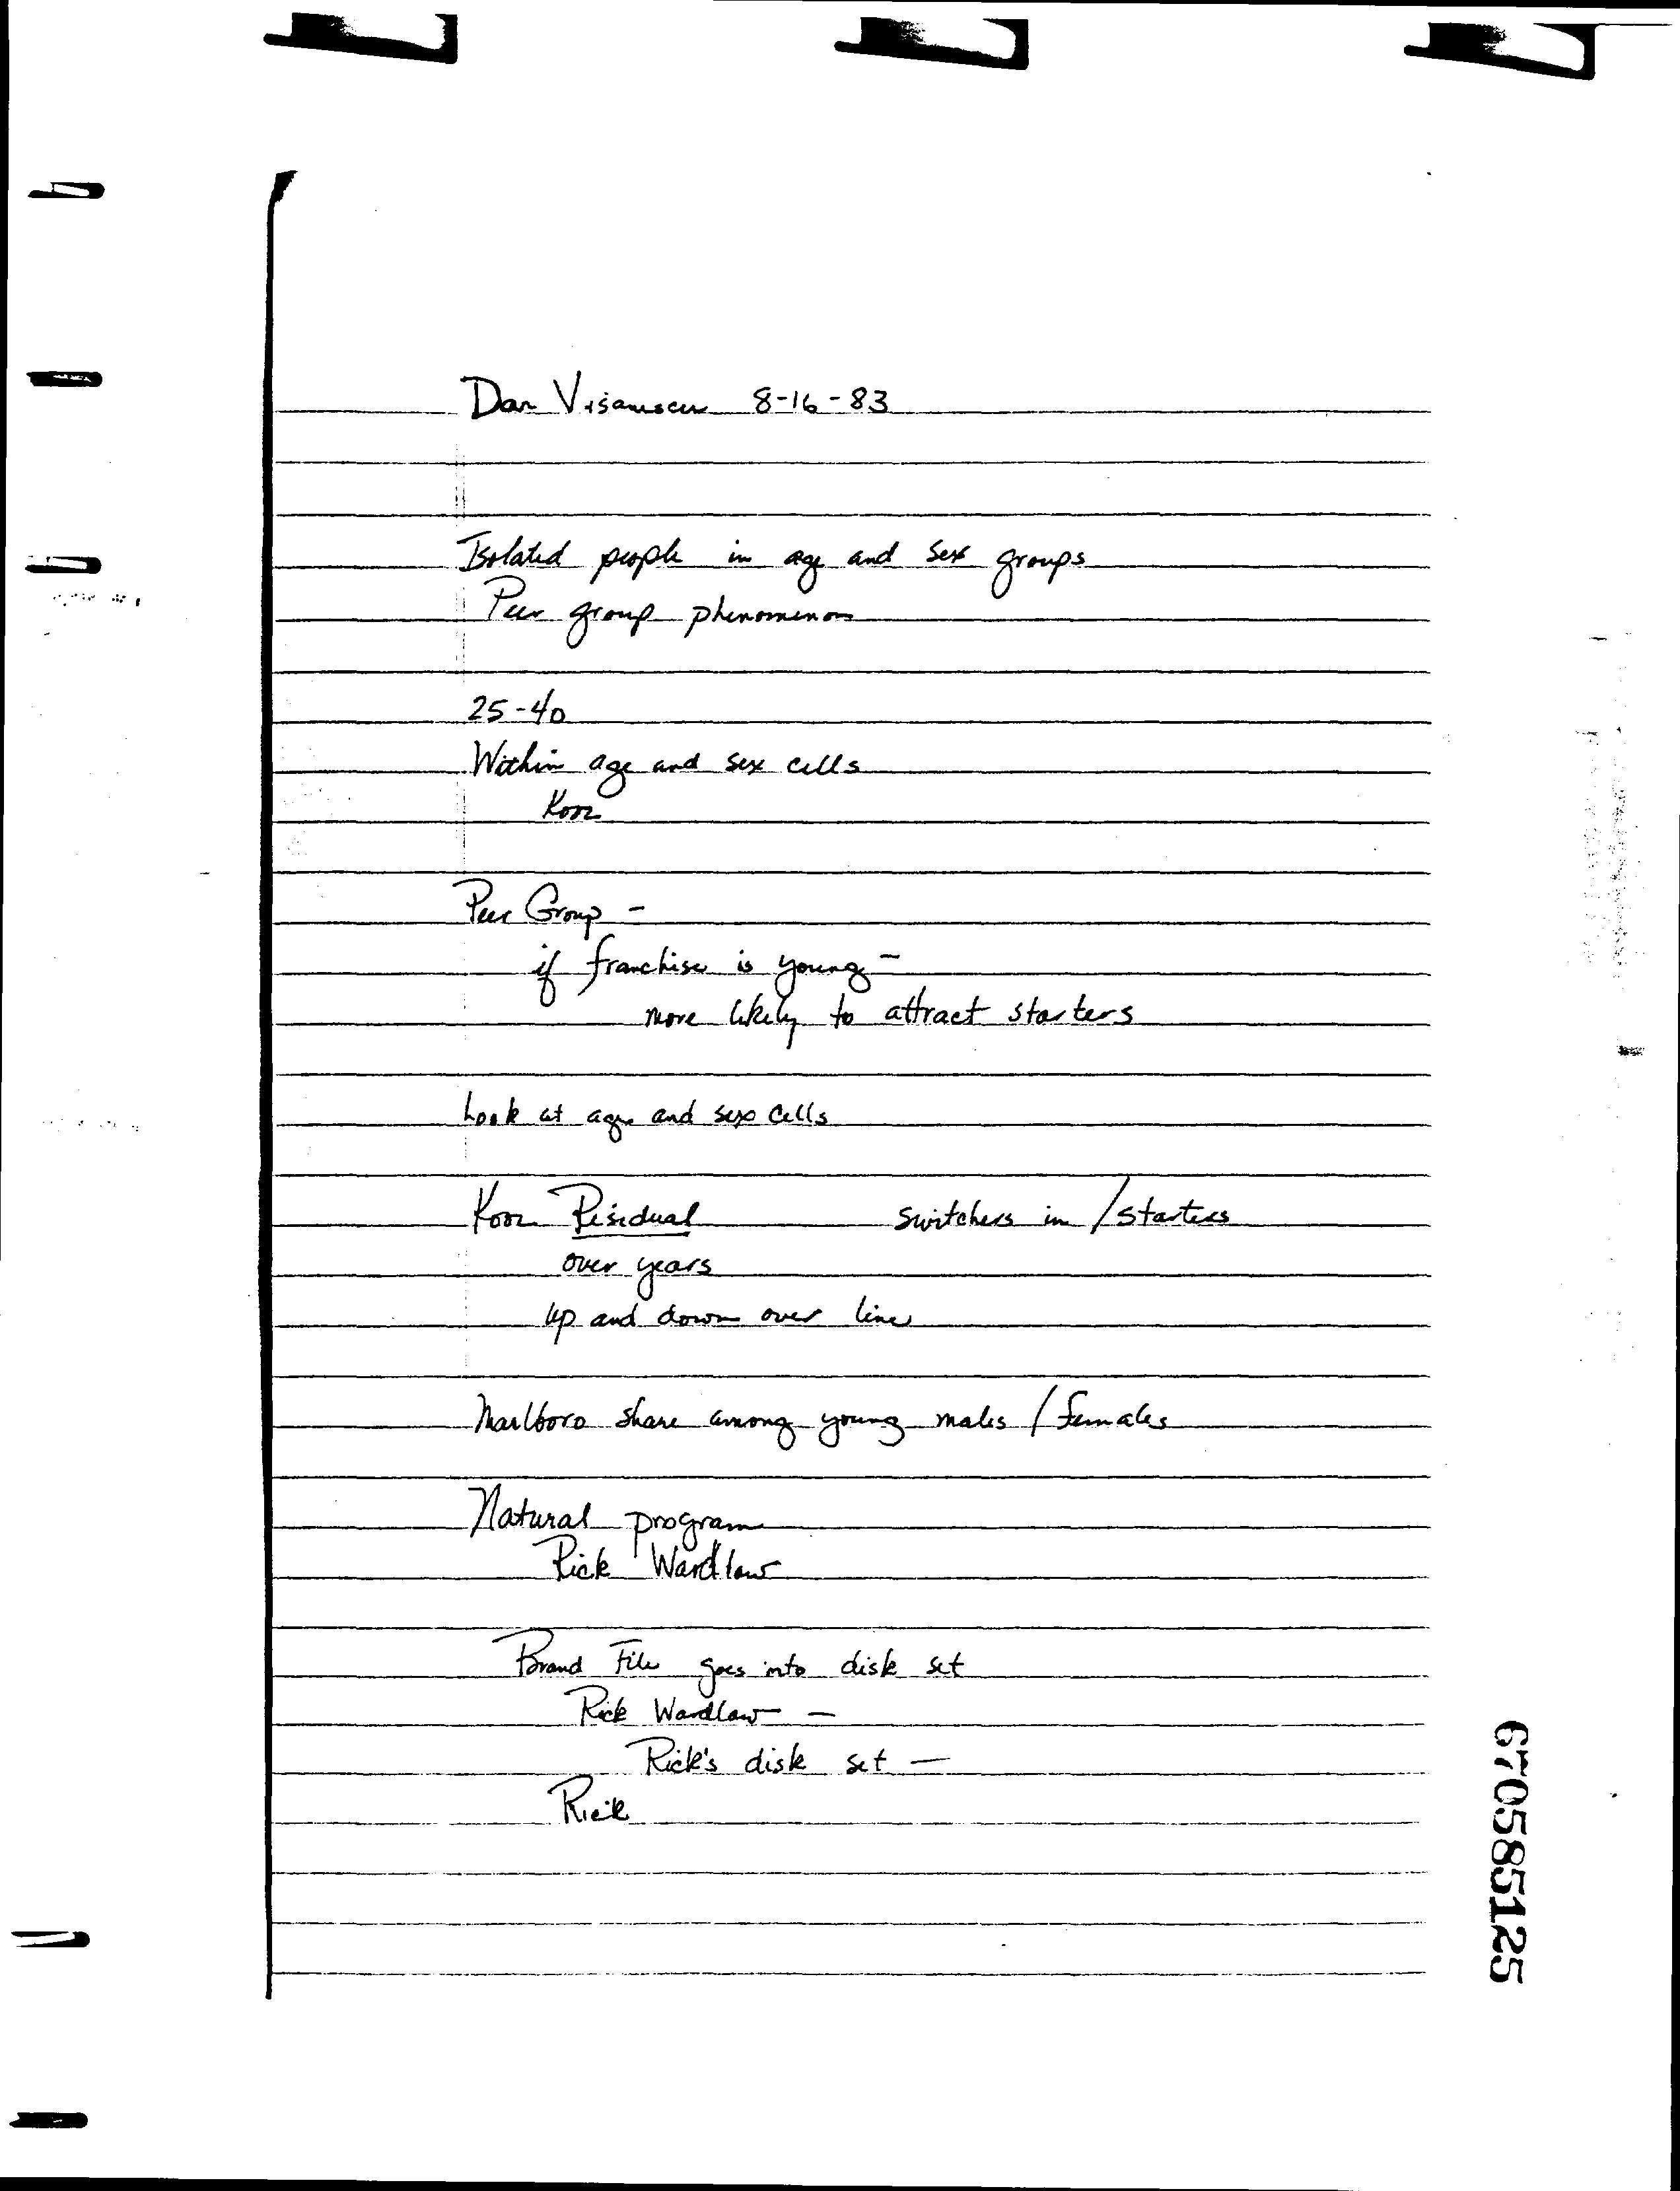 Dan 8-16-83
Isolated people in age and sex groups
Peer group phenomenon
25-40
Within age and sex cells
Kool
Peer Group -
if franchise is young -
more likely to attract starters
Look at age and sex cells
Kool Residual switchers in / starters
over years
up and down over line
Marlboro share among young males / females
Natural program
Rick Wardlaw
Brand File goes into disk set
Rick Wardlaw -
Rick's disk set -
Rick
670585125